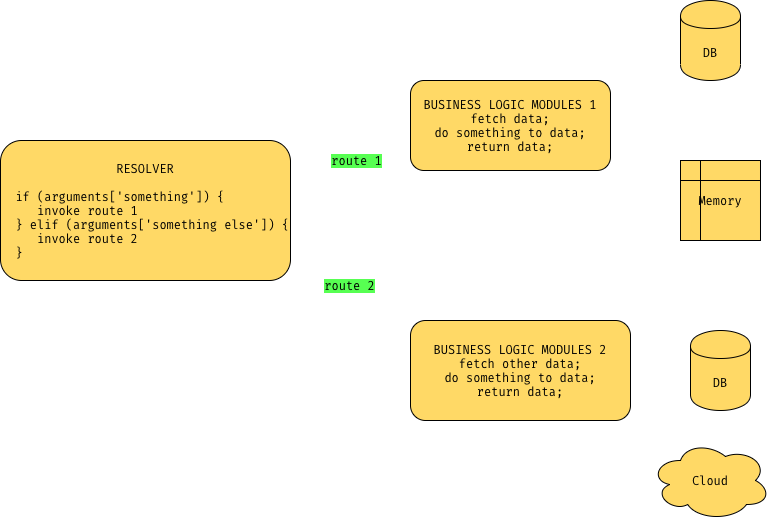 RESOLVER
if (arguments['something']) {
invoke route 1
} elif (arguments['something else']) {
invoke route 2
}
route 1
route 2
BUSINESS LOGIC MODULES 1
fetch data;
do something to data;
return data;
BUSINESS LOGIC MODULES 2
fetch other data;
do something to data;
return data;
DB
Memory
DB
Cloud